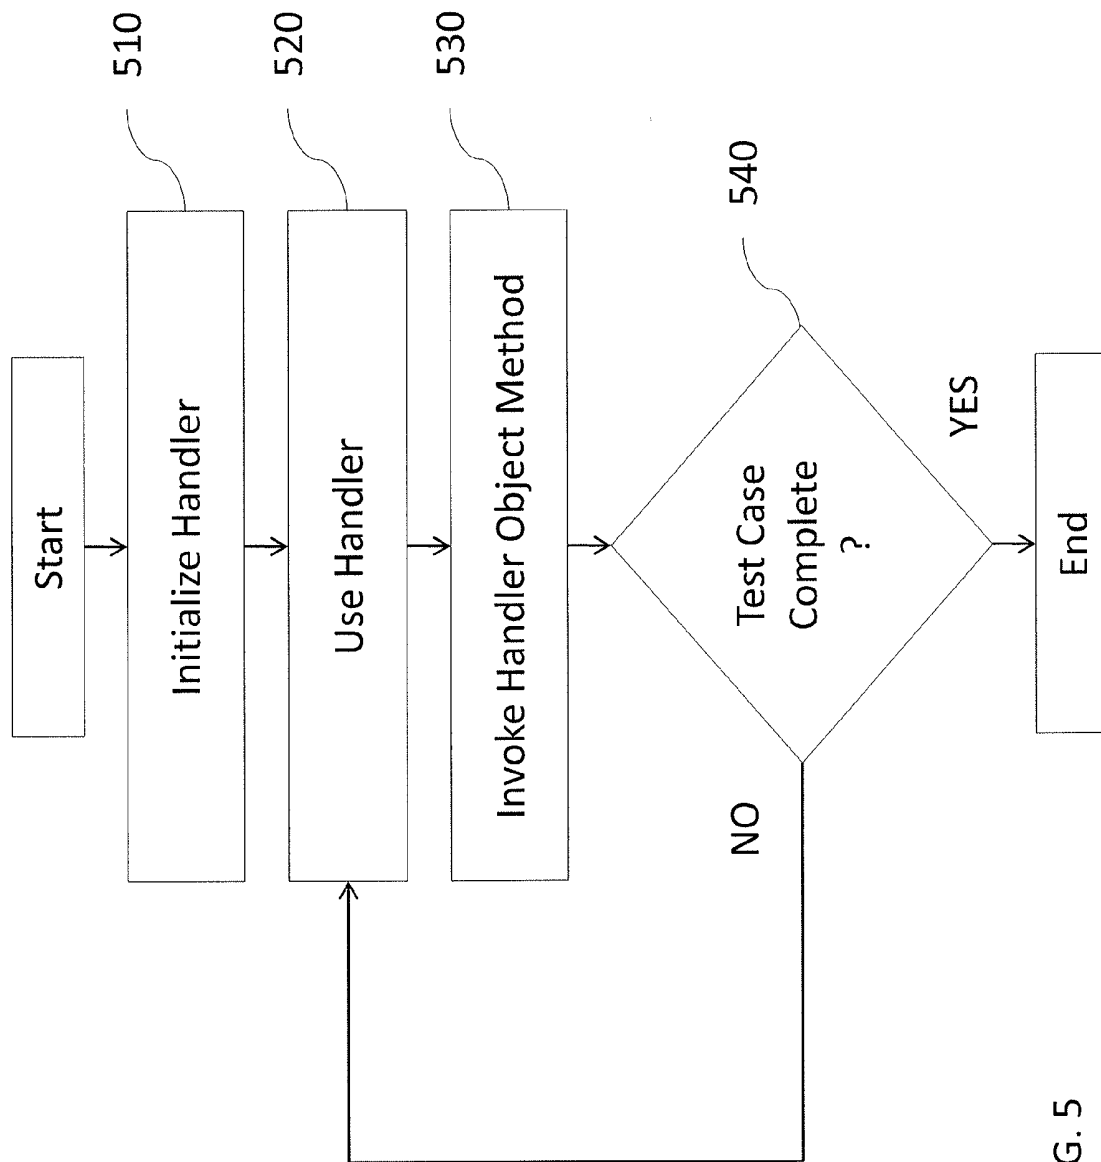 Start
510
Initialize Handler
520
Use Handler
530
Invoke Handler Object Method
540
Test Case
Complete
?
NO
YES
End
G. 5